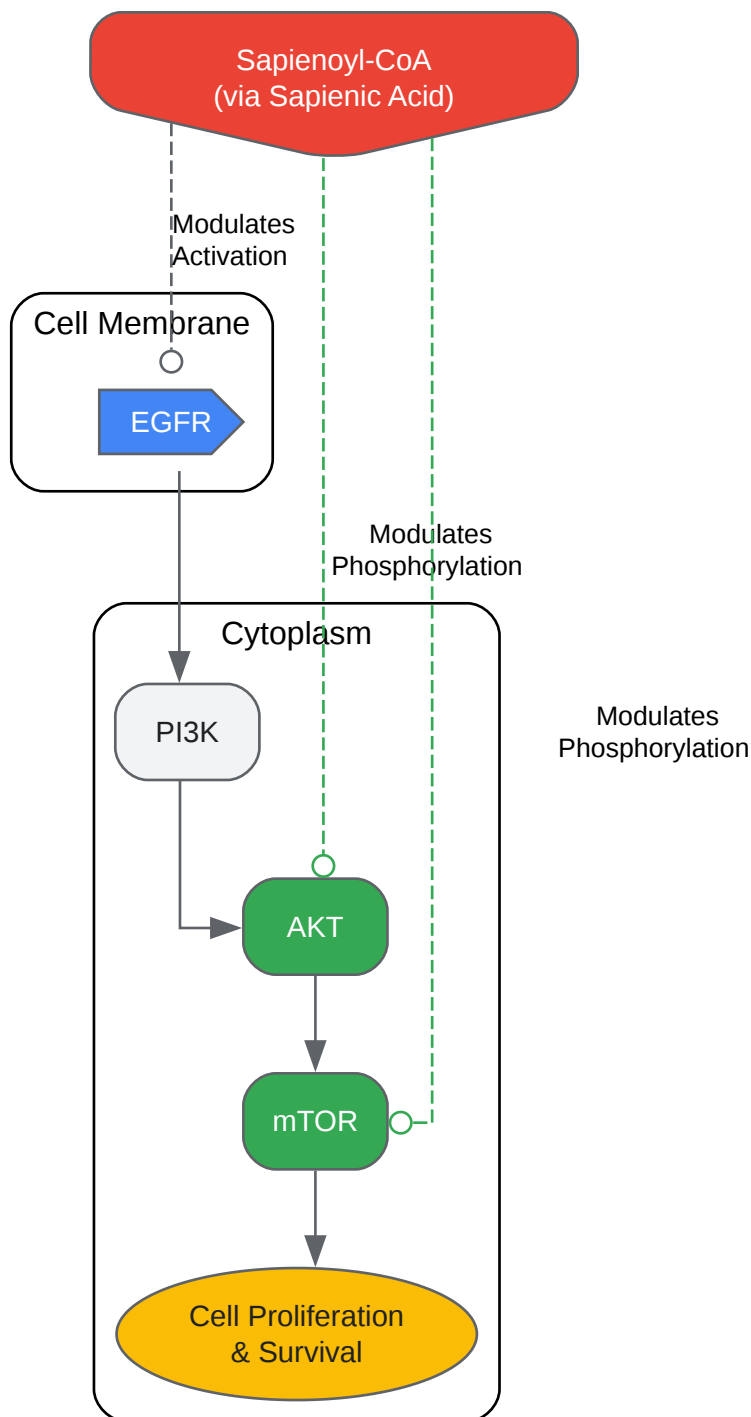 Sapienoyl-CoA
(via Sapienic Acid)
Modulates
Activation
Cell Membrane
EGFR
Modulates
Phosphorylation
Cytoplasm
PI3K
Modulates
Phosphorylation
AKT
mTOR
Cell Proliferation
& Survival